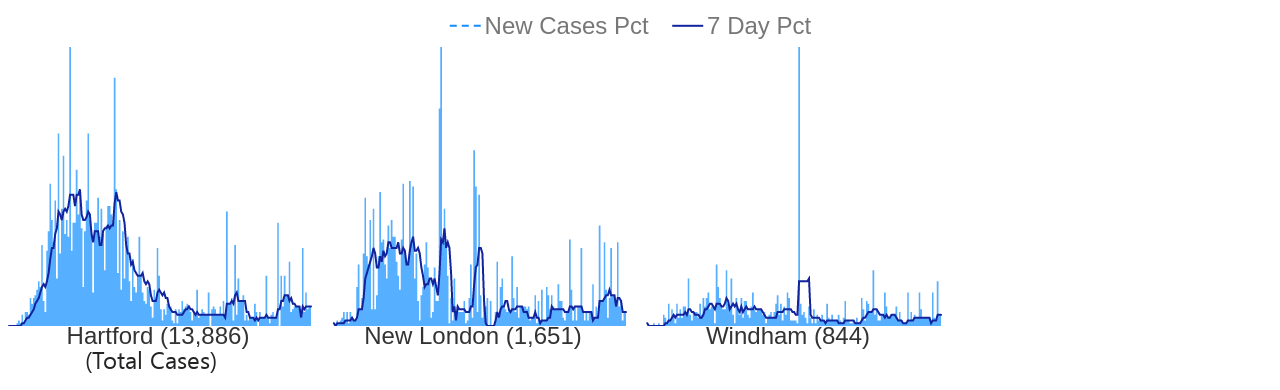 New Cases Pct 7 Day Pct
Hartford (13,886) New London (1,651) Windham (844)
(Total Cases)